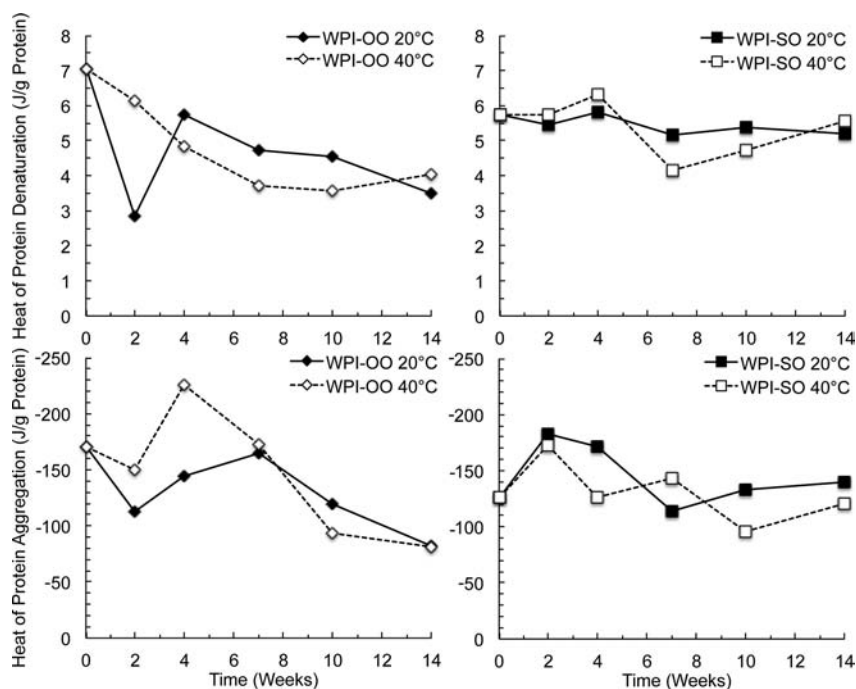 Heat of Protein Denaturation (J/g Protein)
8
7
6
5
4
3
2
1
0
WPI-OO 20°C
WPI-OO 40°C
0 2 4 6 8 10 12 14
8
7
6
5
4
3
2
1
0
WPI-SO 20°C
WPI-SO 40°C
0 2 4 6 8 10 12 14
Heat of Protein Aggregation (J/g Protein)
-250
-200
-150
-100
-50
0
WPI-OO 20°C
WPI-OO 40°C
0 2 4 6 8 10 12 14
Time (Weeks)
-250
-200
-150
-100
-50
0
WPI-SO 20°C
WPI-SO 40°C
0 2 4 6 8 10 12 14
Time (Weeks)